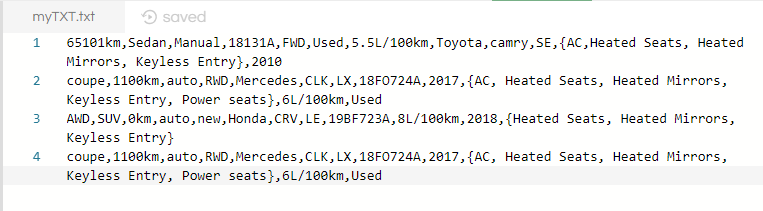 myTXT.txt
saved
1 65101km,Sedan,Manual,18131A,FWD,Used,5.5L/100km,Toyota,camry,SE,{AC,Heated Seats, Heated
Mirrors, Keyless Entry},2010
2 coupe,1100km,auto,RWD,Mercedes,CLK,LX,18FO724A,2017,{AC, Heated Seats, Heated Mirrors,
Keyless Entry, Power seats},6L/100km,Used
3 AWD,SUV,0km,auto,new,Honda,CRV,LE,19BF723A,8L/100km,2018,{Heated Seats, Heated Mirrors,
Keyless Entry}
4 coupe,1100km,auto,RWD,Mercedes,CLK,LX,18FO724A,2017,{AC, Heated Seats, Heated Mirrors,
Keyless Entry, Power seats},6L/100km,Used